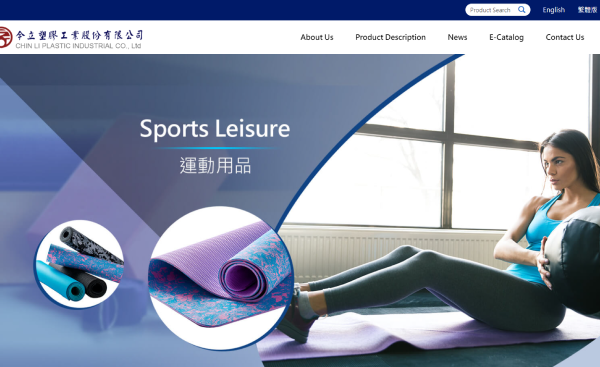 Product Search
English
繁體版
今立塑膠工業股份有限公司
CHIN LI PLASTIC INDUSTRIAL CO., Ltd
About Us
Product Description
News
E-Catalog
Contact Us
Sports Leisure
運動用品